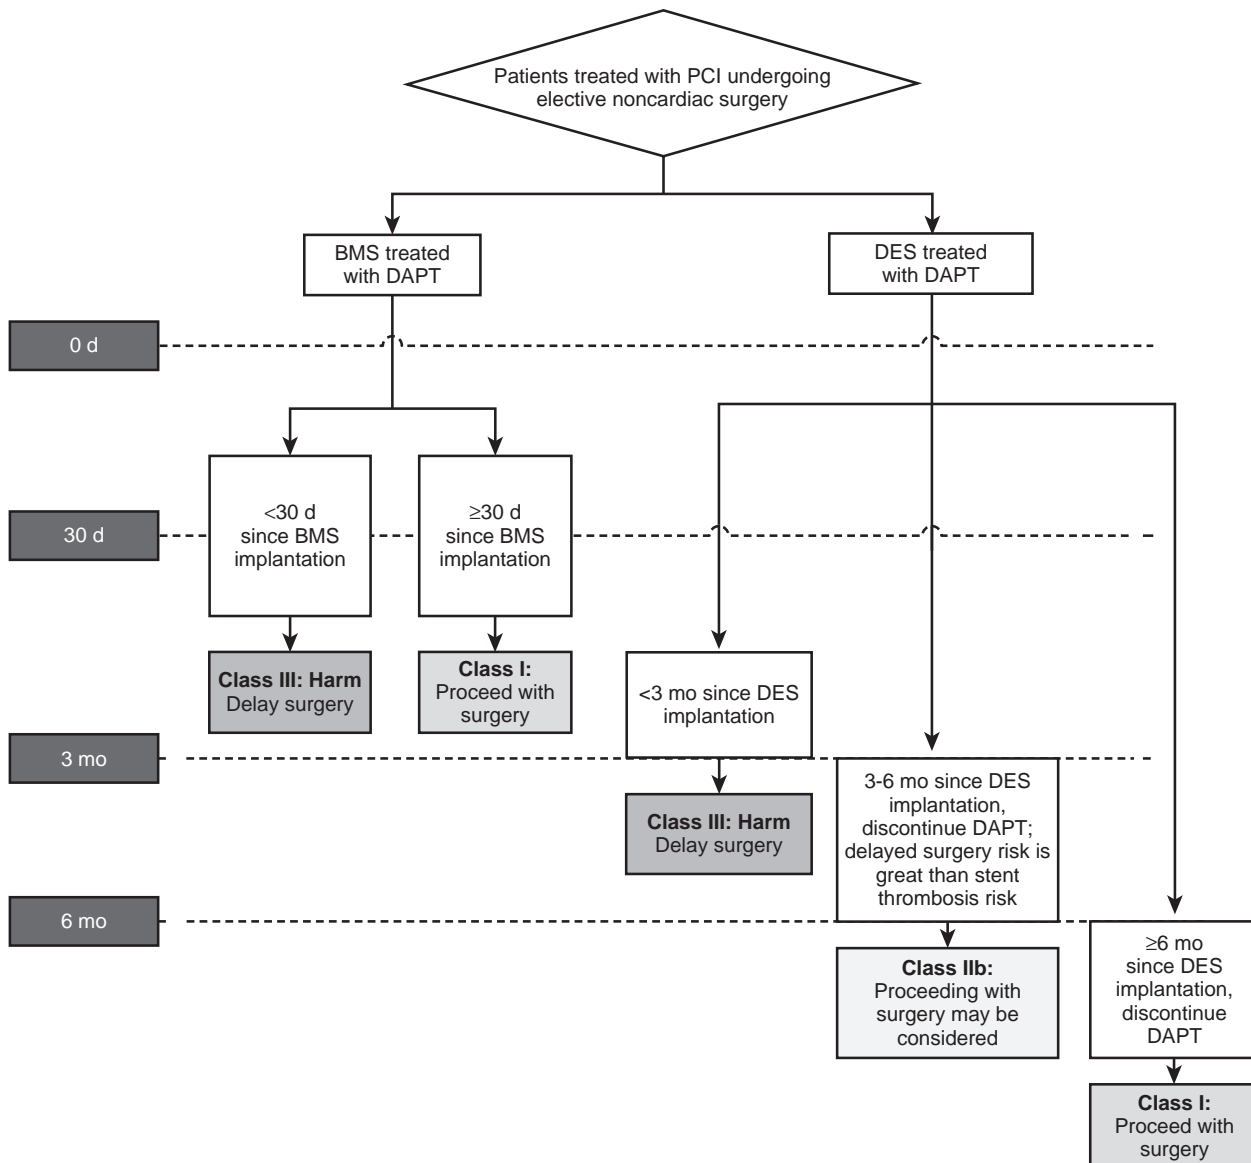 Patients treated with PCI undergoing
elective noncardiac surgery
BMS treated
with DAPT
DES treated
with DAPT
0 d
30 d
<30 d
since BMS
implantation
≥30 d
since BMS
implantation
Class III: Harm
Delay surgery
Class I:
Proceed with
surgery
<3 mo since DES
implantation
3 mo
Class III: Harm
Delay surgery
3-6 mo since DES
implantation,
discontinue DAPT;
delayed surgery risk is
great than stent
thrombosis risk
6 mo
Class IIb:
Proceeding with
surgery may be
considered
≥6 mo
since DES
implantation,
discontinue
DAPT
Class I:
Proceed with
surgery